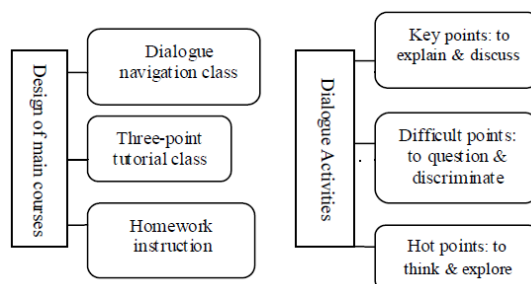 Design of main
courses
Dialogue
navigation class
Three-point
tutorial class
Homework
instruction
Dialogue Activities
Key points: to
explain & discuss
Difficult points:
to question &
discriminate
Hot points: to
think & explore